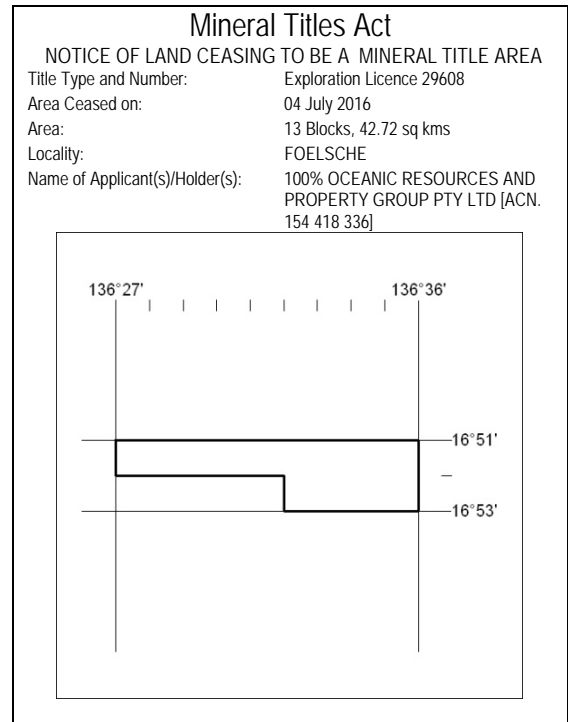 Mineral Titles Act
NOTICE OF LAND CEASING TO BE A MINERAL TITLE AREA
Title Type and Number: Exploration Licence 29608
Area Ceased on: 04 July 2016
Area: 13 Blocks, 42.72 sq kms
Locality: FOELSCHE
Name of Applicant(s)/Holder(s): 100% OCEANIC RESOURCES AND
PROPERTY GROUP PTY LTD [ACN.
154 418 336]
136°27' 136°36'
16°51'
16°53'